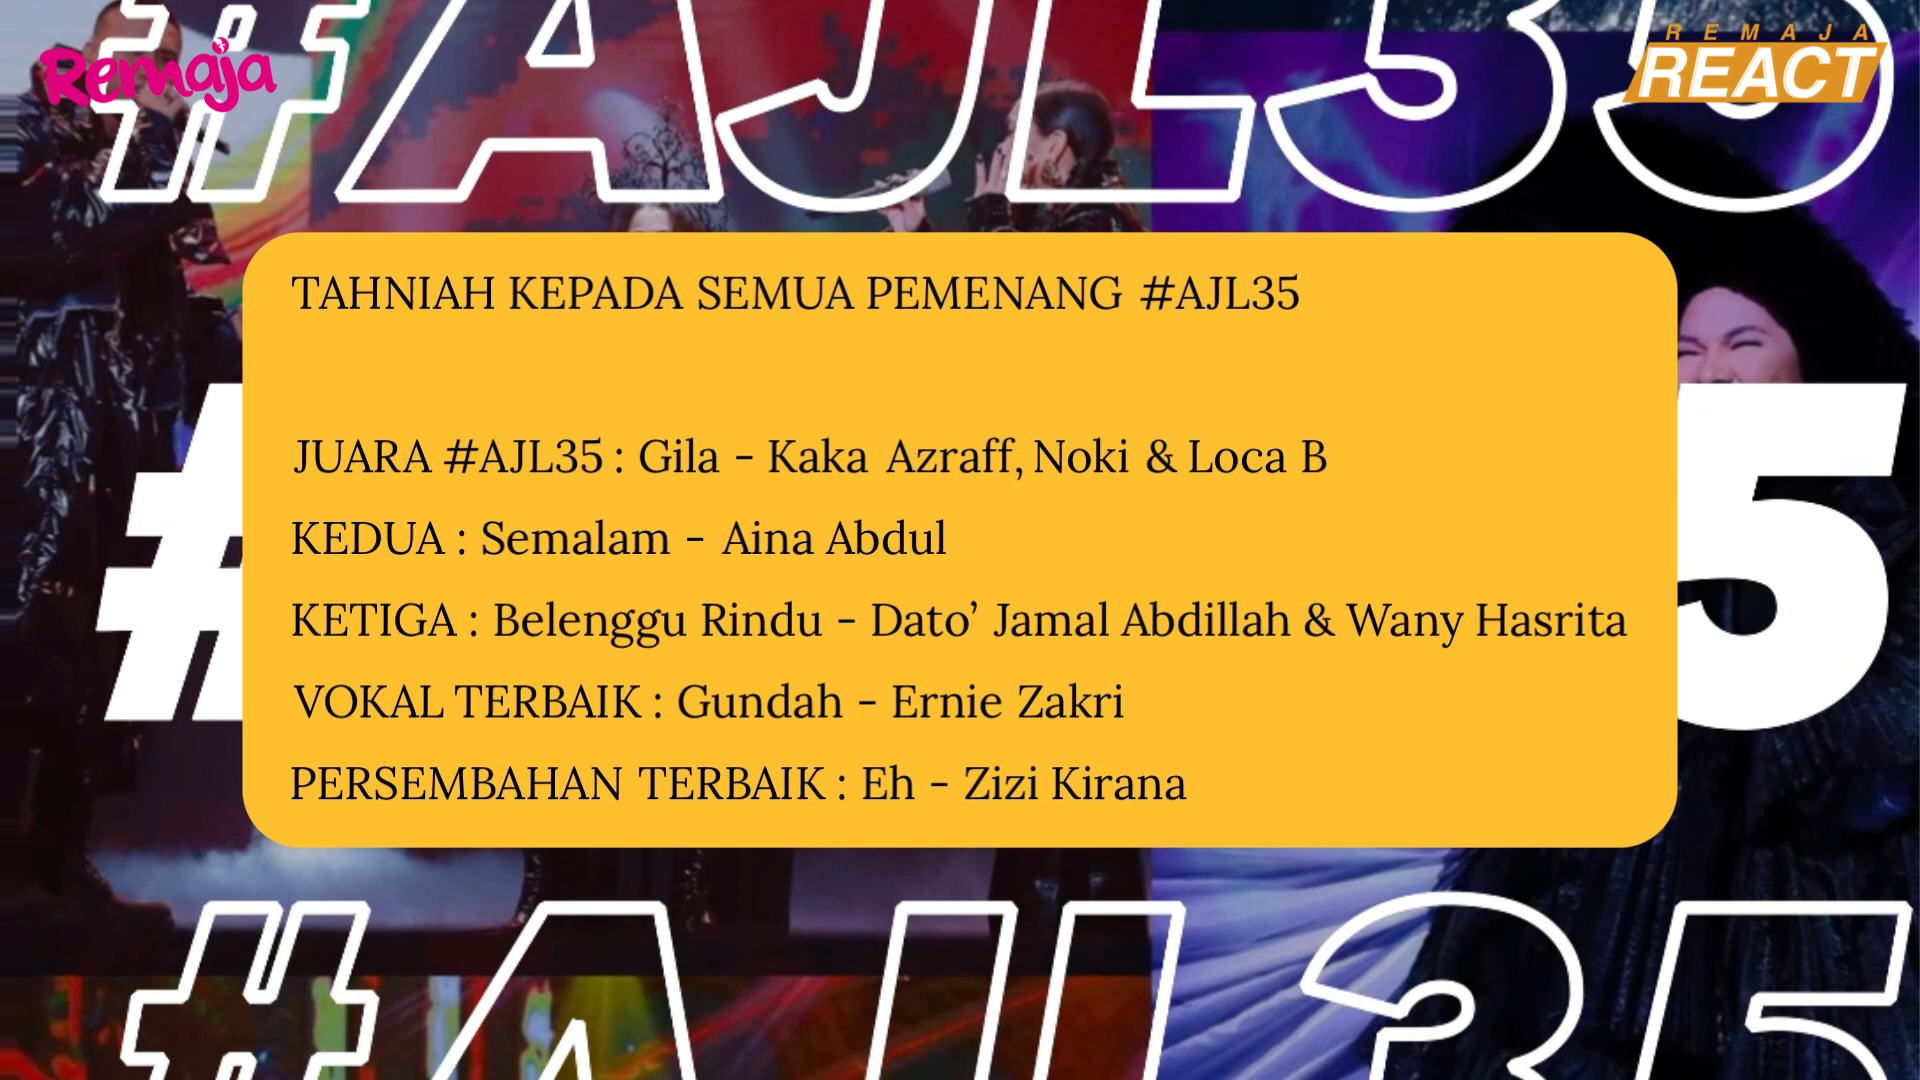 #AJL35
Remaja
REMAJA
REACT
TAHNIAH KEPADA SEMUA PEMENANG #AJL35
JUARA #AJL35 : Gila - Kaka Azraff, Noki & Loca B
KEDUA : Semalam - Aina Abdul
KETIGA : Belenggu Rindu - Dato’ Jamal Abdillah & Wany Hasrita
VOKAL TERBAIK : Gundah - Ernie Zakri
PERSEMBAHAN TERBAIK : Eh - Zizi Kirana
# 5
#AJL35